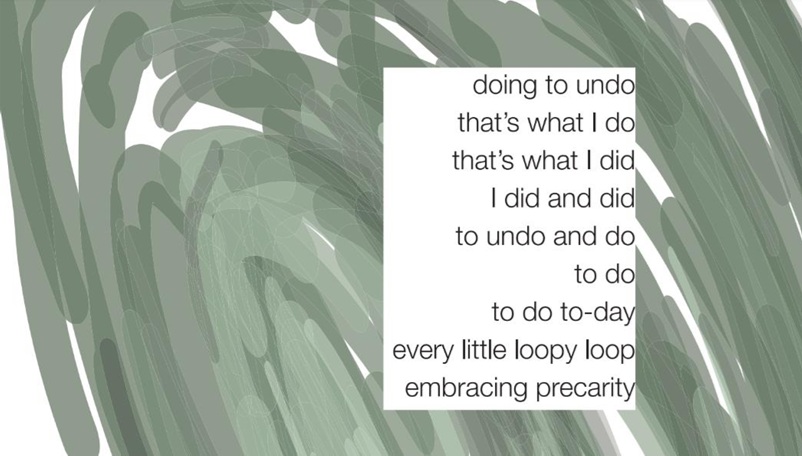 doing to undo
that’s what I do
that’s what I did
I did and did
to undo and do
to do
to do to-day
every little loopy loop
embracing precarity